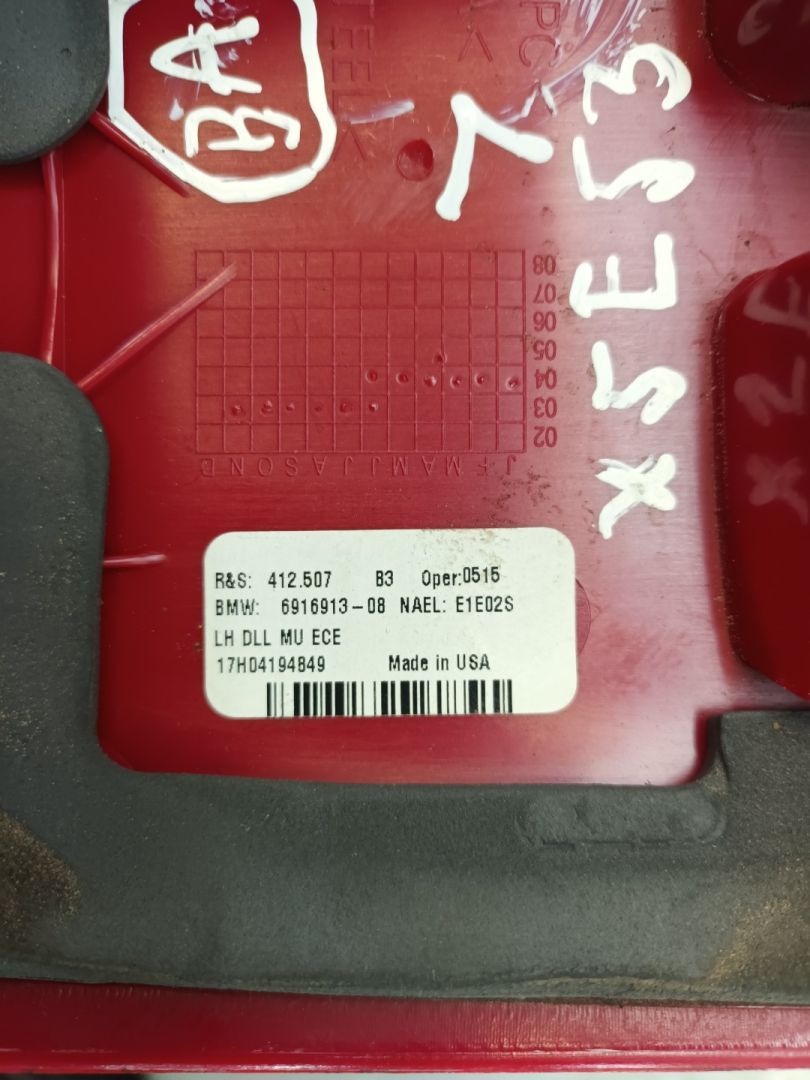 BA
7
X5E53
08
07
06
05
04
03
02
J F M A M J J A S O N D
R&S: 412.507 B3 Oper:0515
BMW: 6916913-08 NAEL: E1E02S
LH DLL MU ECE
17H04194849 Made in USA